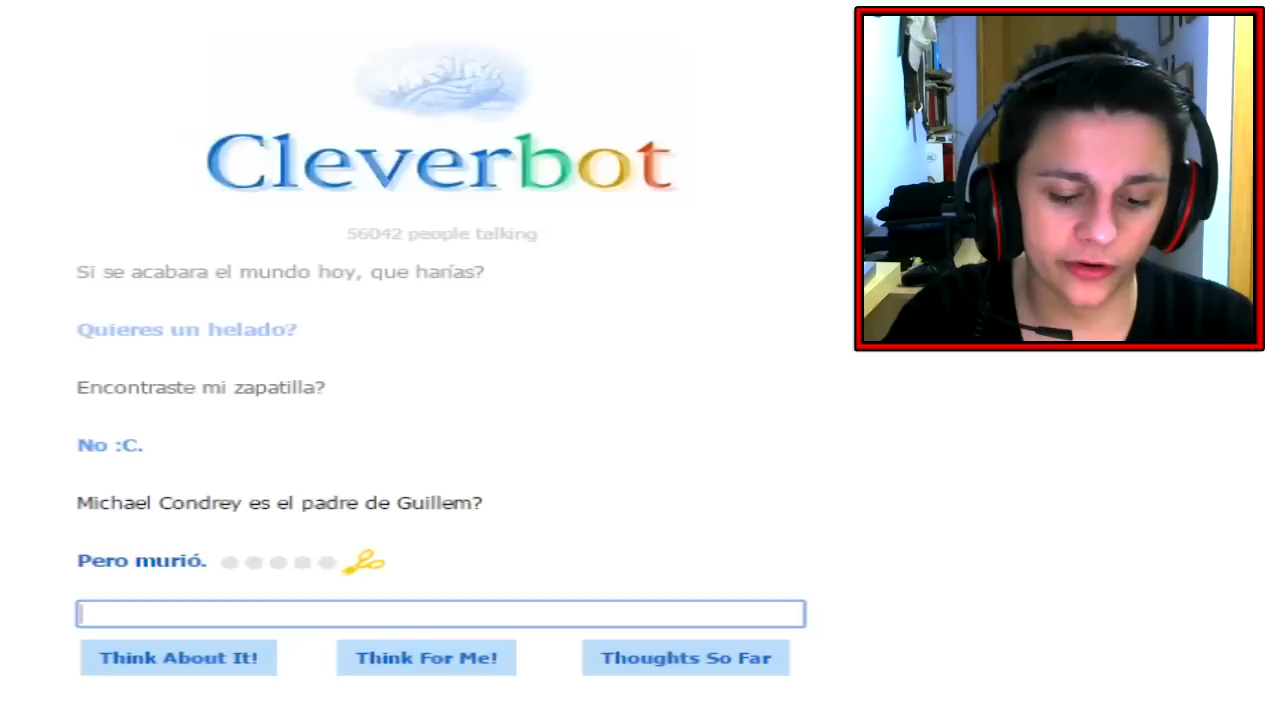 Cleverbot
56042 people talking
Si se acabara el mundo hoy, que harías?
Quieres un helado?
Encontraste mi zapatilla?
No :C.
Michael Condrey es el padre de Guillem?
Pero murió.
Think About It!
Think For Me!
Thoughts So Far